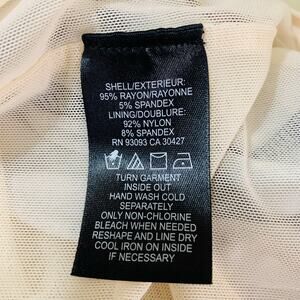 SHELL/EXTERIEUR:
95% RAYON/RAYONNE
5% SPANDEX
LINING/DOUBLURE:
92% NYLON
8% SPANDEX
RN 93093 CA 30427
TURN GARMENT
INSIDE OUT
HAND WASH COLD
SEPARATELY
ONLY NON-CHLORINE
BLEACH WHEN NEEDED
RESHAPE AND LINE DRY
COOL IRON ON INSIDE
IF NECESSARY